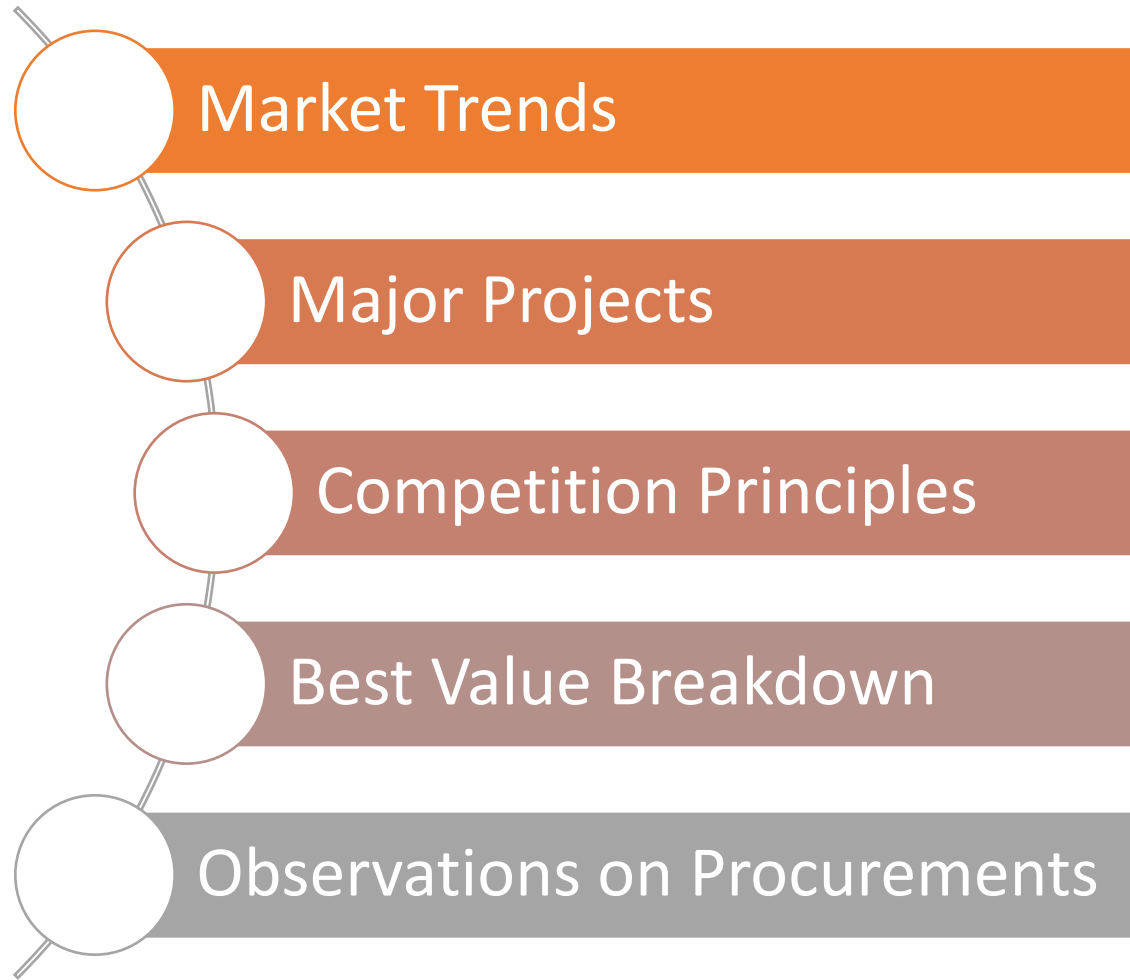 Market Trends
Major Projects
Competition Principles
Best Value Breakdown
Observations on Procurements